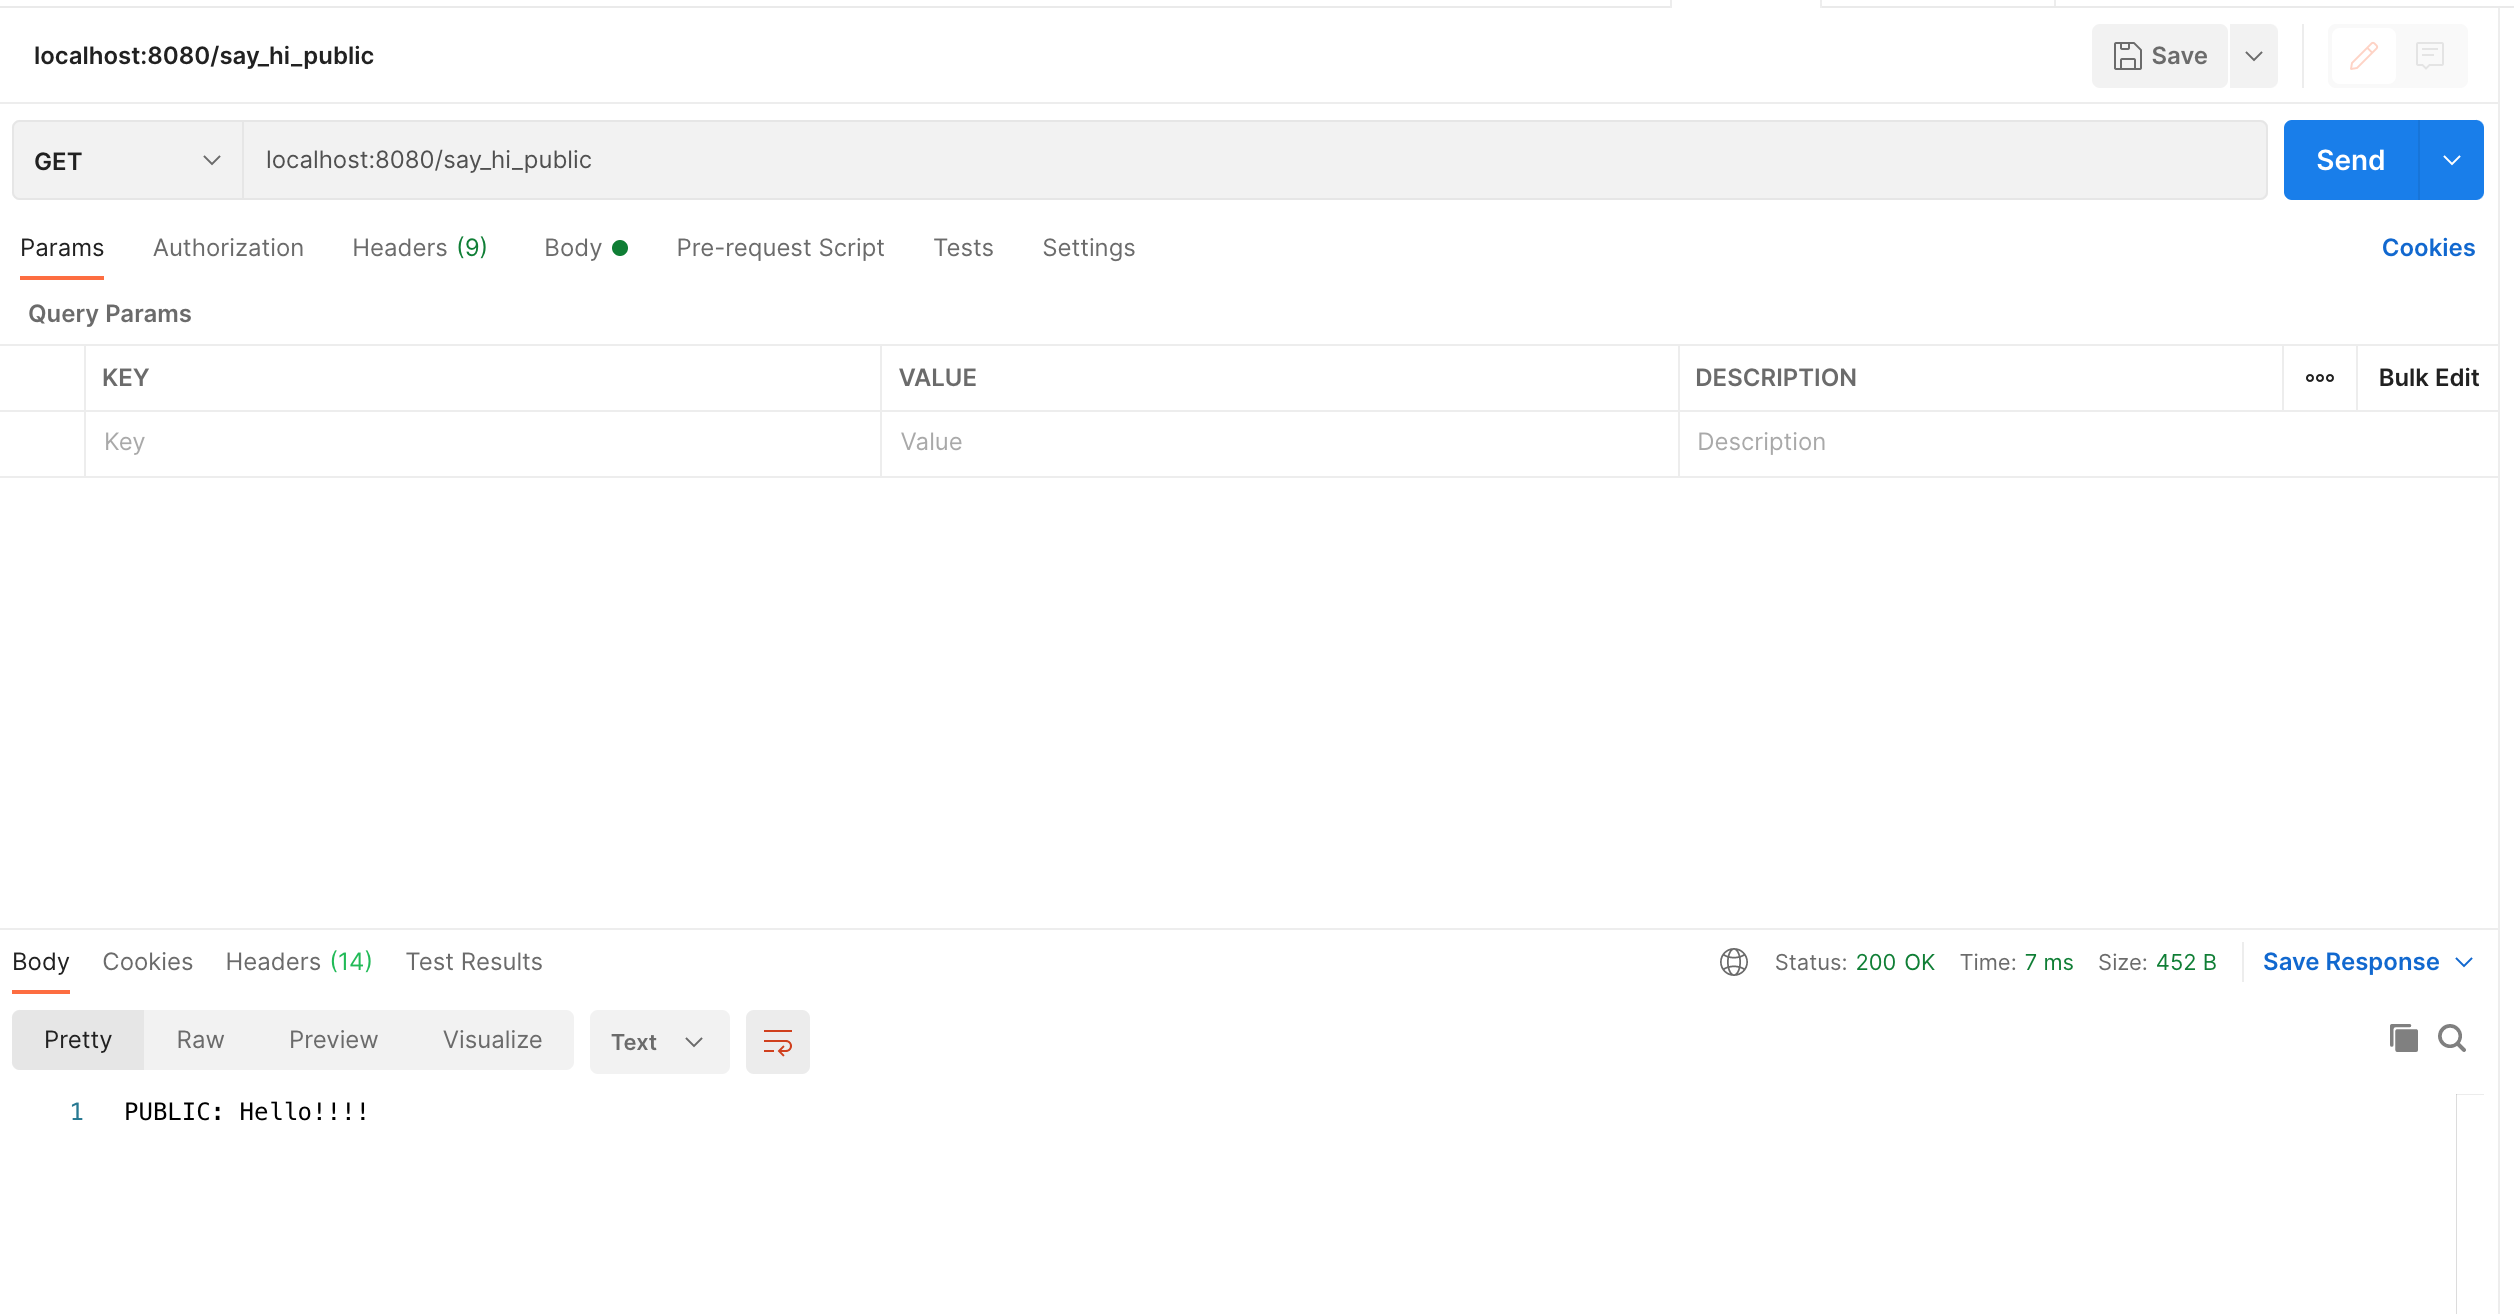 localhost:8080/say_hi_public Save
GET localhost:8080/say_hi_public Send
Params Authorization Headers (9) Body Pre-request Script Tests Settings Cookies
Query Params
KEY VALUE DESCRIPTION Bulk Edit
Key Value Description
Body Cookies Headers (14) Test Results Status: 200 OK Time: 7 ms Size: 452 B Save Response
Pretty Raw Preview Visualize Text
1 PUBLIC: Hello!!!!